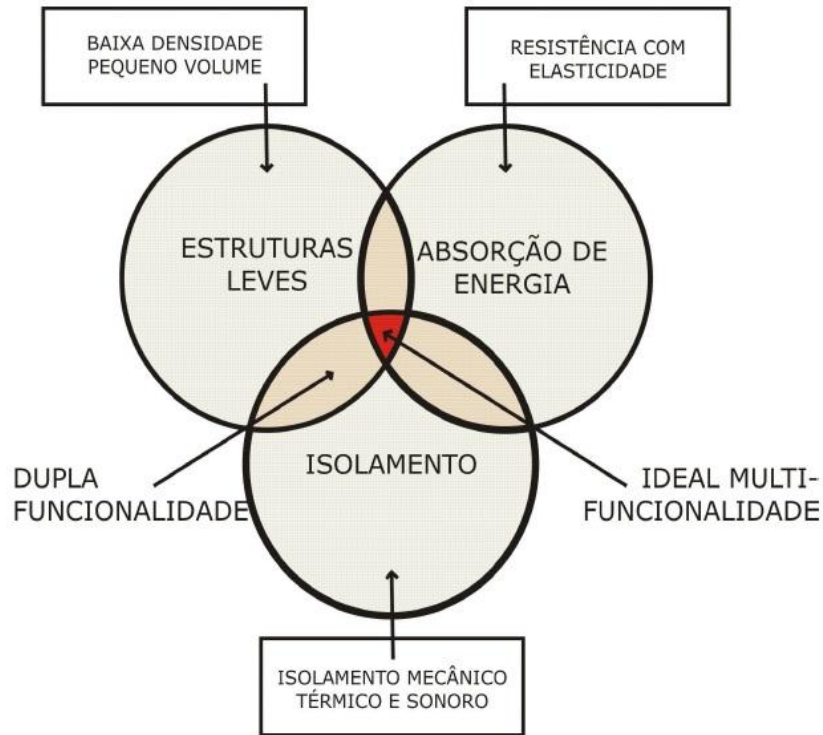 BAIXA DENSIDADE
PEQUENO VOLUME
RESISTÊNCIA COM
ELASTICIDADE
ESTRUTURAS
LEVES
ABSORÇÃO DE
ENERGIA
ISOLAMENTO
DUPLA
FUNCIONALIDADE
IDEAL MULTI-
FUNCIONALIDADE
ISOLAMENTO MECÂNICO
TÉRMICO E SONORO